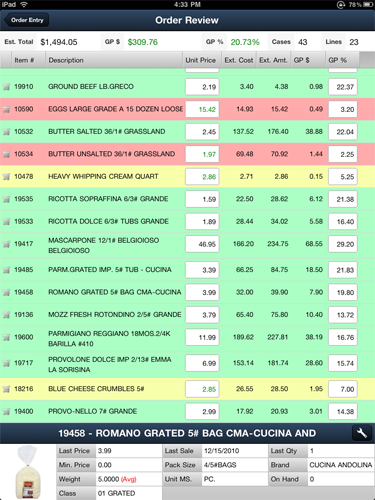 iPad 4:33 PM 78 %
Order Entry Order Review
Est. Total $1,494.05 GP $ $309.76 GP % 20.73% Cases 43 Lines 23
Item # Description Unit Price Ext. Cost Ext. Amt. GP $ GP %
19910 GROUND BEEF LB.GRECO 2.19 3.40 4.38 0.98 22.37
10590 EGGS LARGE GRADE A 15 DOZEN LOOSE 15.42 14.93 15.42 0.49 3.20
10532 BUTTER SALTED 36/1# GRASSLAND 2.45 137.52 176.40 38.88 22.04
10534 BUTTER UNSALTED 36/1# GRASSLAND 1.97 69.48 70.92 1.44 2.25
10478 HEAVY WHIPPING CREAM QUART 2.86 2.71 2.86 0.15 5.25
19535 RICOTTA SOPRAFFINA 6/3# GRANDE 1.59 22.50 28.62 6.12 21.38
19533 RICOTTA DOLCE 6/3# TUBS GRANDE 1.89 28.44 34.02 5.58 16.40
19417 MASCARPONE 12/1# BELGIOIOSO BELGIOIOSO 46.95 166.20 234.75 68.55 29.20
19485 PARM.GRATED IMP. 5# TUB - CUCINA 3.39 66.25 84.75 18.50 21.83
19458 ROMANO GRATED 5# BAG CMA-CUCINA 3.99 32.00 39.90 7.90 19.80
19136 MOZZ FRESH ROTONDINO 2/5# GRANDE 3.79 65.40 75.80 10.40 13.72
19600 PARMIGIANO REGGIANO 18MOS.2/4K BARILLA #410 11.99 189.62 227.81 38.19 16.76
19717 PROVOLONE DOLCE IMP 2/13# EMMA LA SORISINA 6.99 153.14 181.74 28.60 15.74
18216 BLUE CHEESE CRUMBLES 5# 2.85 26.55 28.50 1.95 7.00
19400 PROVO-NELLO 7# GRANDE 2.99 17.92 20.93 3.01 14.38
19458 - ROMANO GRATED 5# BAG CMA-CUCINA AND
Last Price 3.99 Last Sale 12/15/2010 Last Qty 1
Min. Price 0.00 Pack Size 4/5#BAGS Brand CUCINA ANDOLINA
Weight 5.0000 (Avg) Unit MS. PC. On Hand 0
Class 01 GRATED